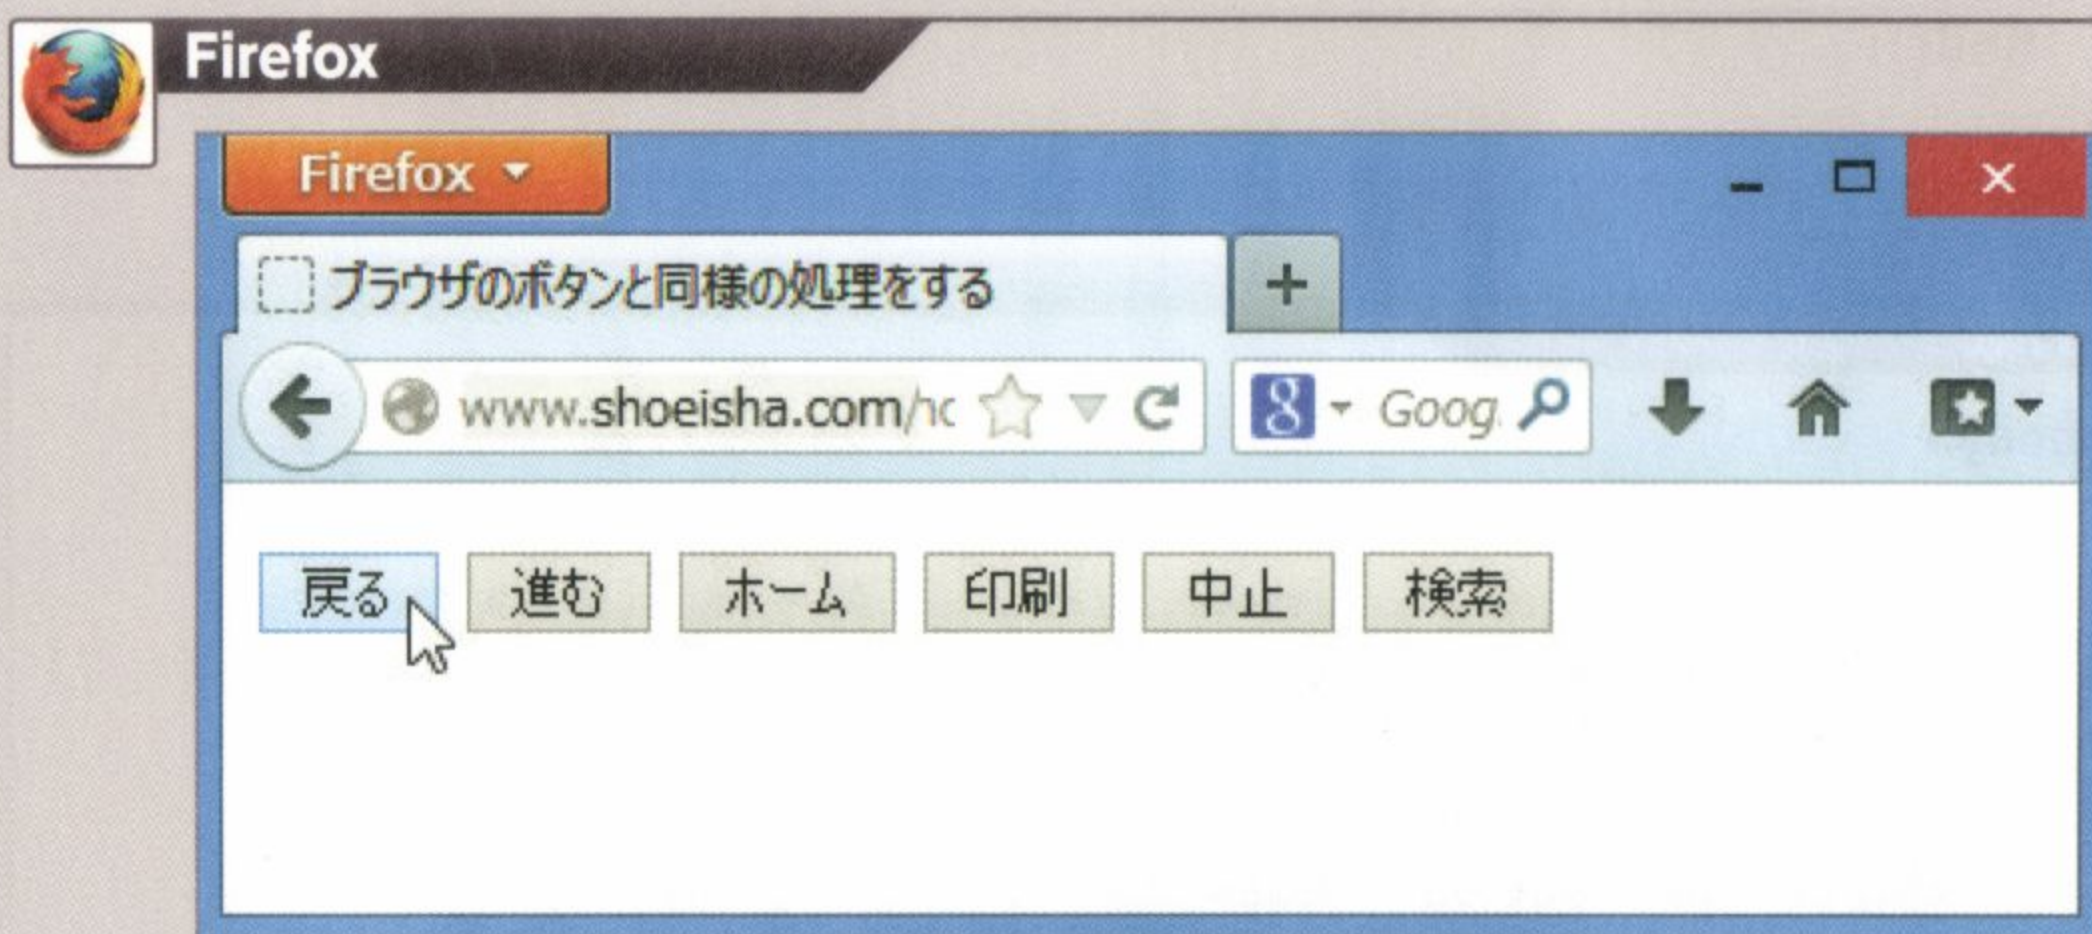 Firefox
Firefox
ブラウザのボタンと同様の処理をする
www.shoeisha.com/
8 Goog
戻る 進む ホーム 印刷 中止 検索